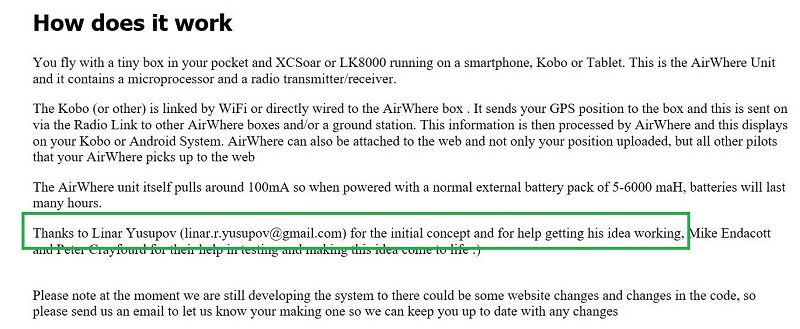 How does it work
You fly with a tiny box in your pocket and XCSoar or LK8000 running on a smartphone, Kobo or Tablet. This is the AirWhere Unit
and it contains a microprocessor and a radio transmitter/receiver.
The Kobo (or other) is linked by WiFi or directly wired to the AirWhere box . It sends your GPS position to the box and this is sent on
via the Radio Link to other AirWhere boxes and/or a ground station. This information is then processed by AirWhere and this displays
on your Kobo or Android System. AirWhere can also be attached to the web and not only your position uploaded, but all other pilots
that your AirWhere picks up to the web
The AirWhere unit itself pulls around 100mA so when powered with a normal external battery pack of 5-6000 maH, batteries will last
many hours.
Thanks to Linar Yusupov (linar.r.yusupov@gmail.com) for the initial concept and for help getting his idea working, Mike Endacott
and Peter Crayfourd for their help in testing and making this idea come to life :)
Please note at the moment we are still developing the system to there could be some website changes and changes in the code, so
please send us an email to let us know your making one so we can keep you up to date with any changes